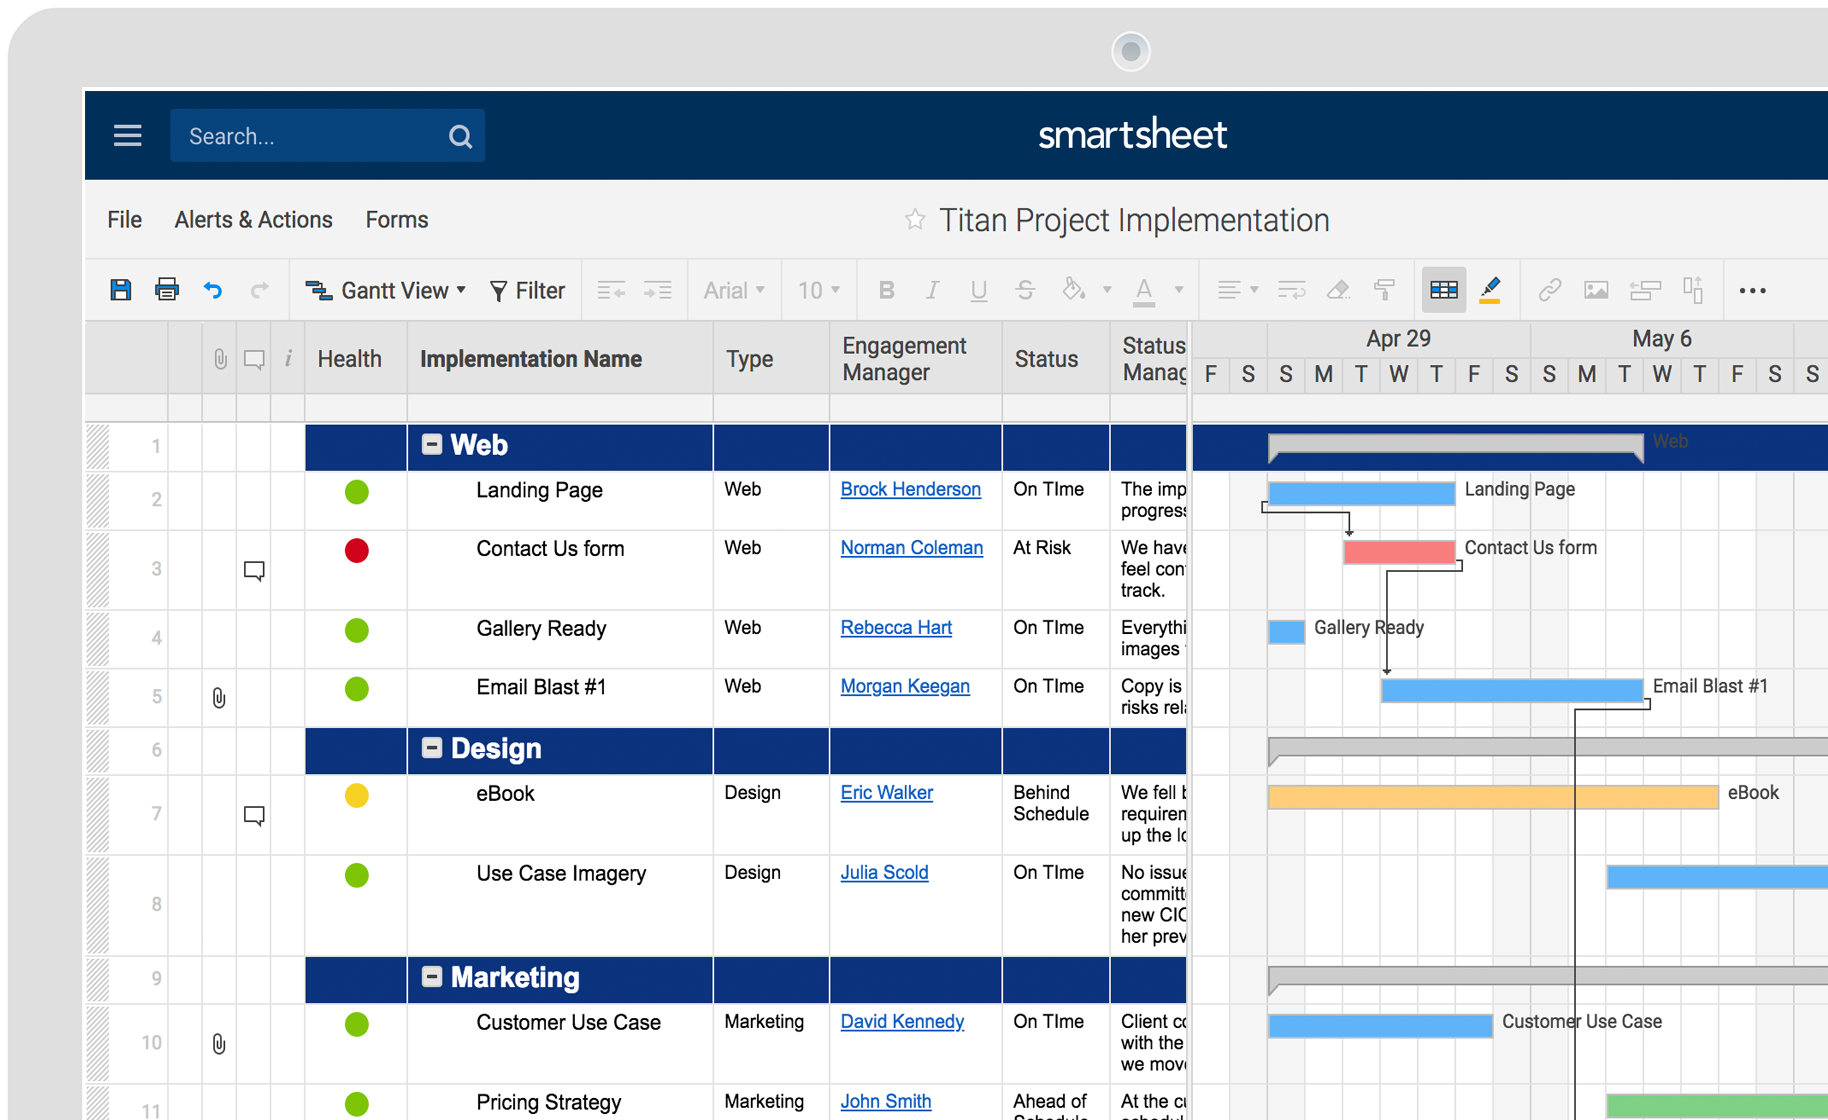 Search...
smartsheet
File Alerts & Actions Forms
Titan Project Implementation
Gantt View Filter Arial 10 B I U S A
i Health Implementation Name Type Engagement Manager Status Status
Apr 29 May 6
F S S M T W T F S S M T W T F S S
1 Web Web
2 Landing Page Web Brock Henderson On TIme The imp
progress
Landing Page
3 Contact Us form Web Norman Coleman At Risk We have
feel con
track.
Contact Us form
4 Gallery Ready Web Rebecca Hart On TIme Everythi
images
Gallery Ready
5 Email Blast #1 Web Morgan Keegan On TIme Copy is
risks rel
Email Blast #1
6 Design
7 eBook Design Eric Walker Behind Schedule We fell
requirem
up the lo
eBook
8 Use Case Imagery Design Julia Scold On TIme No issue
committ
new CIO
her prev
9 Marketing
10 Customer Use Case Marketing David Kennedy On TIme Client co
with the
we move
Customer Use Case
11 Pricing Strategy Marketing John Smith Ahead of At the cu